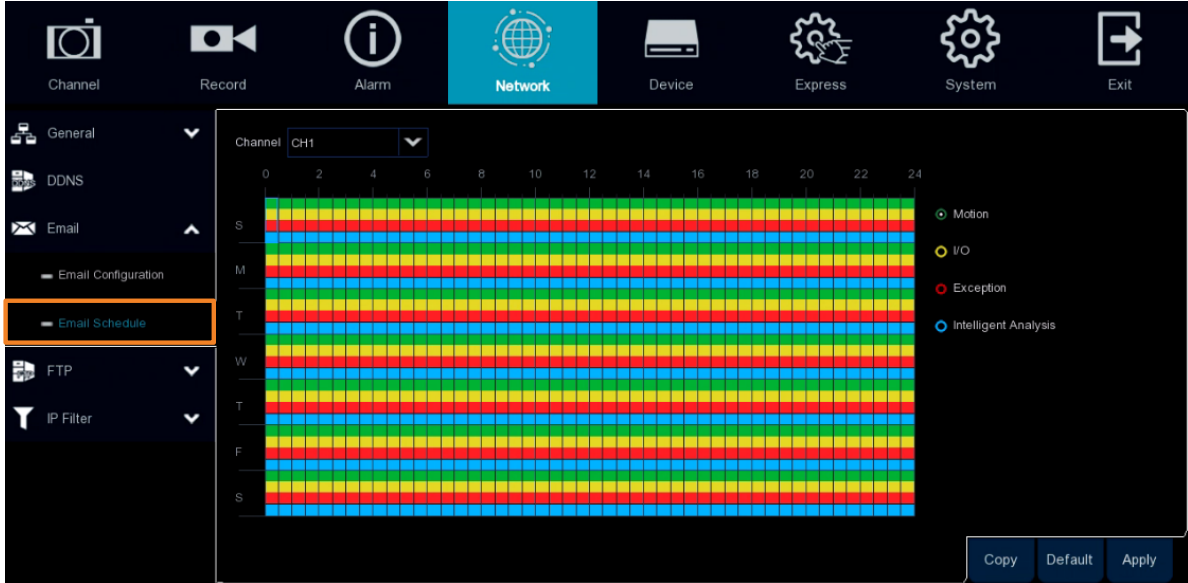 Channel Record Alarm Network Device Express System Exit
General
DDNS
Email
Email Configuration
Email Schedule
FTP
IP Filter
Channel CH1
0 2 4 6 8 10 12 14 16 18 20 22 24
S
M
T
W
T
F
S
Motion
I/O
Exception
Intelligent Analysis
Copy Default Apply